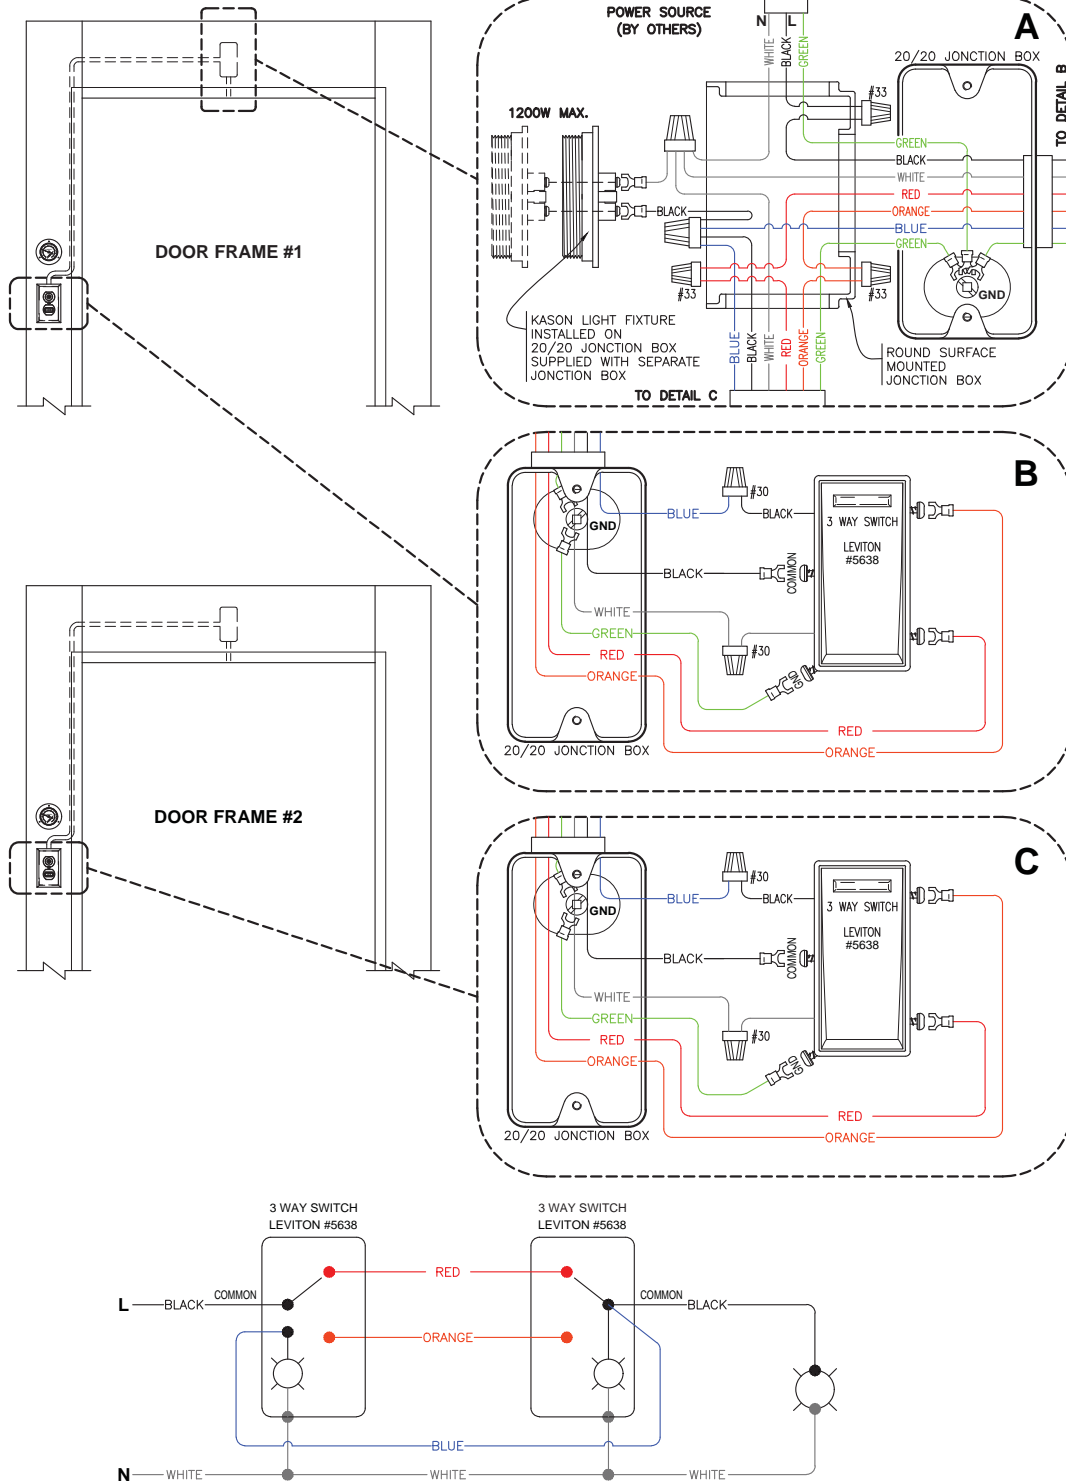 POWER SOURCE
(BY OTHERS)
N L
A
WHITE
BLACK
GREEN
20/20 JONCTION BOX
TO DETAIL B
1200W MAX.
#33
GREEN
BLACK
WHITE
RED
BLACK
ORANGE
BLUE
GREEN
#33
#33
GND
KASON LIGHT FIXTURE
INSTALLED ON
20/20 JONCTION BOX
SUPPLIED WITH SEPARATE
JONCTION BOX
BLUE
BLACK
WHITE
RED
ORANGE
GREEN
ROUND SURFACE
MOUNTED
JONCTION BOX
TO DETAIL C
DOOR FRAME #1
B
GND
BLUE
#30
BLACK
3 WAY SWITCH
LEVITON
#5638
BLACK
COMMON
WHITE
GREEN
RED
#30
ORANGE
GND
RED
ORANGE
20/20 JONCTION BOX
DOOR FRAME #2
C
GND
BLUE
#30
BLACK
3 WAY SWITCH
LEVITON
#5638
BLACK
COMMON
WHITE
GREEN
RED
#30
ORANGE
GND
RED
ORANGE
20/20 JONCTION BOX
3 WAY SWITCH
LEVITON #5638
3 WAY SWITCH
LEVITON #5638
RED
L BLACK COMMON
COMMON BLACK
ORANGE
BLUE
N WHITE WHITE WHITE